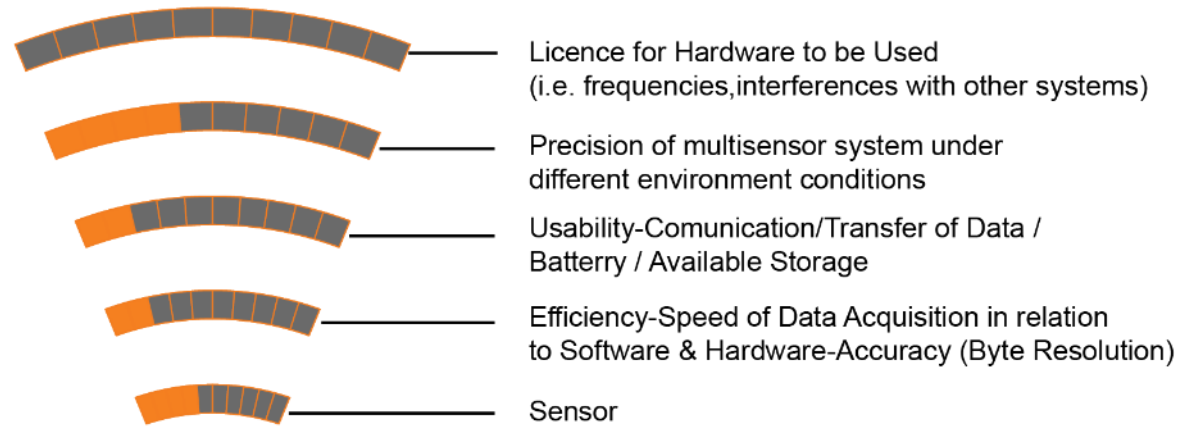 Licence for Hardware to be Used
(i.e. frequencies,interferences with other systems)
Precision of multisensor system under
different environment conditions
Usability-Comunication/Transfer of Data /
Batterry / Available Storage
Efficiency-Speed of Data Acquisition in relation
to Software & Hardware-Accuracy (Byte Resolution)
Sensor